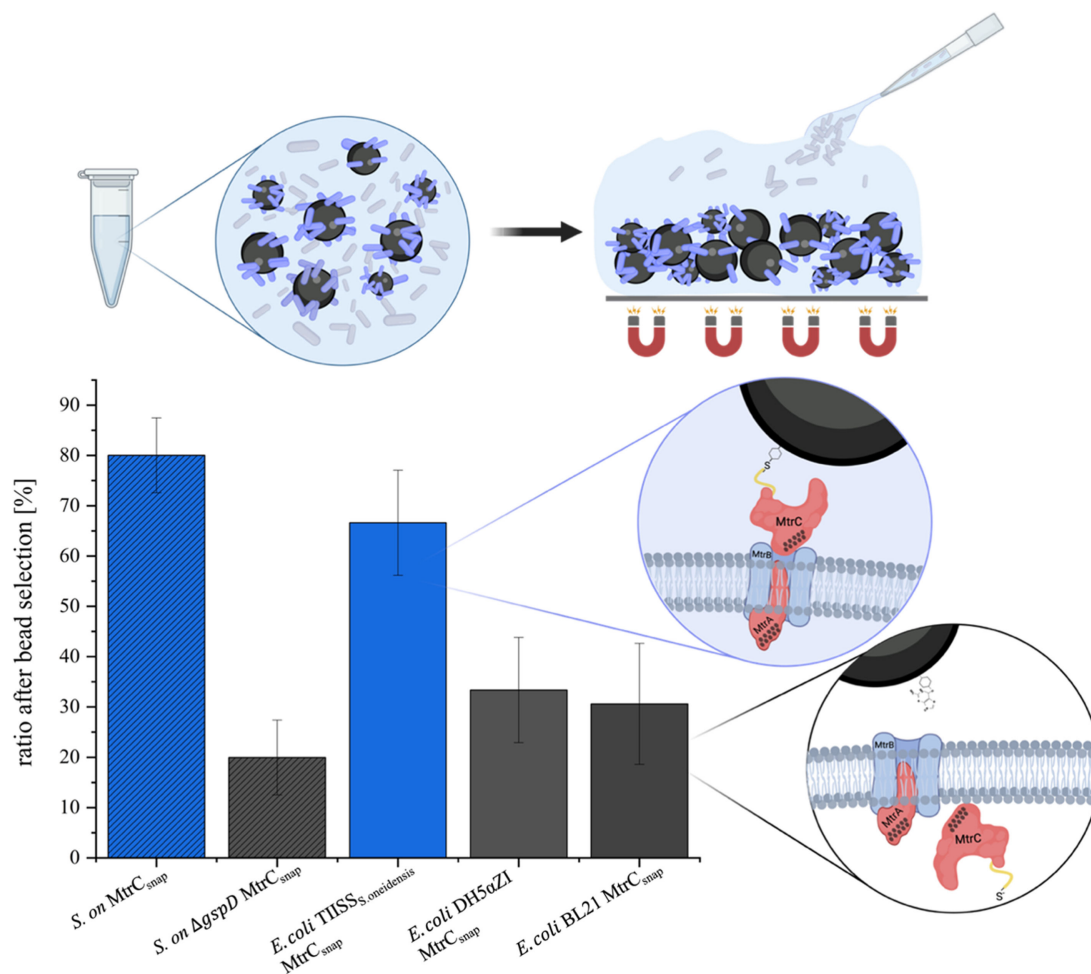 90
80
70
60
50
40
30
20
10
0
ratio after bead selection [%]
S. on MtrCsnap
S. on ΔgspD MtrCsnap
E.coli TIISSS.oneidensis
MtrCsnap
E.coli DH5αZI
MtrCsnap
E.coli BL21 MtrCsnap
S
MtrC
MtrB
MtrA
MtrB
MtrA
MtrC
S-